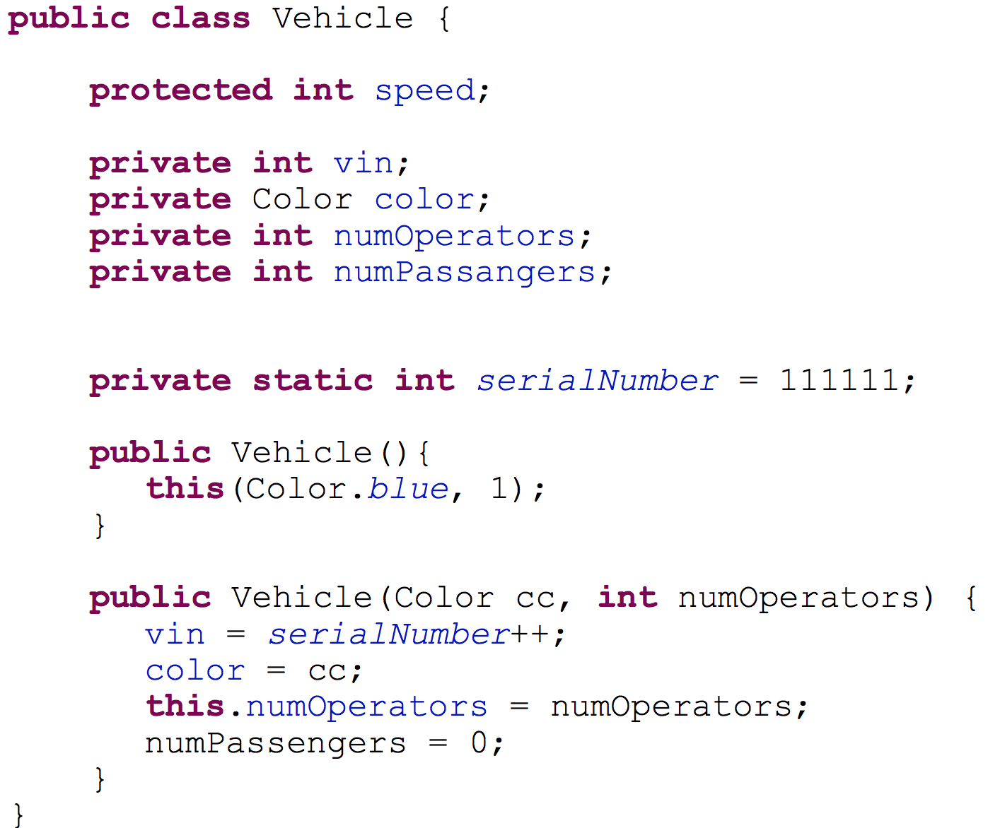 public class Vehicle {
protected int speed;
private int vin;
private Color color;
private int numOperators;
private int numPassangers;
private static int serialNumber = 111111;
public Vehicle(){
this(Color.blue, 1);
}
public Vehicle(Color cc, int numOperators) {
vin = serialNumber++;
color = cc;
this.numOperators = numOperators;
numPassengers = 0;
}
}